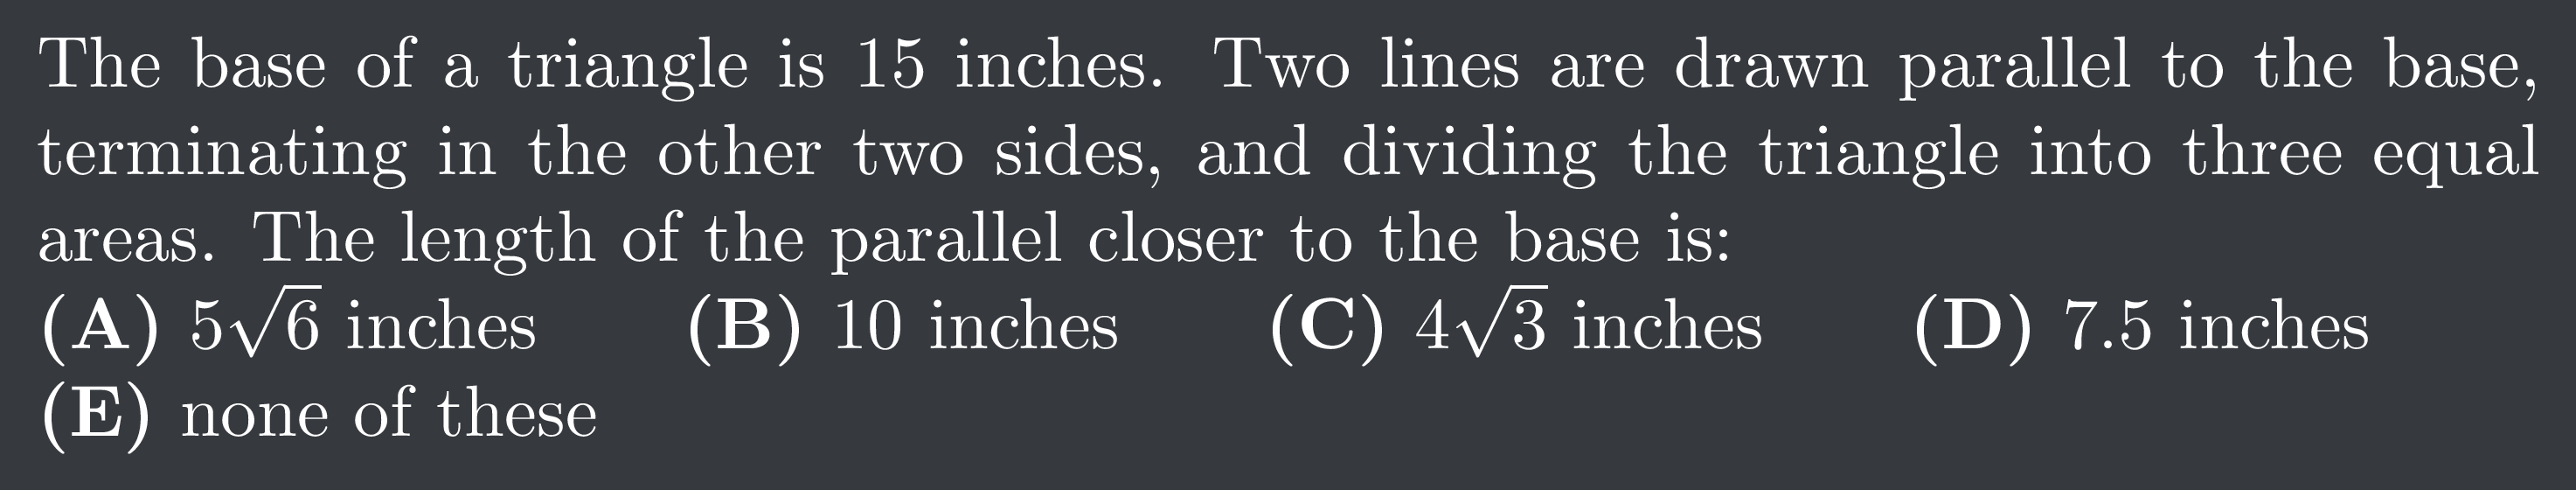 The base of a triangle is 15 inches. Two lines are drawn parallel to the base,
terminating in the other two sides, and dividing the triangle into three equal
areas. The length of the parallel closer to the base is:
(A) 5√6 inches (B) 10 inches (C) 4√3 inches (D) 7.5 inches
(E) none of these